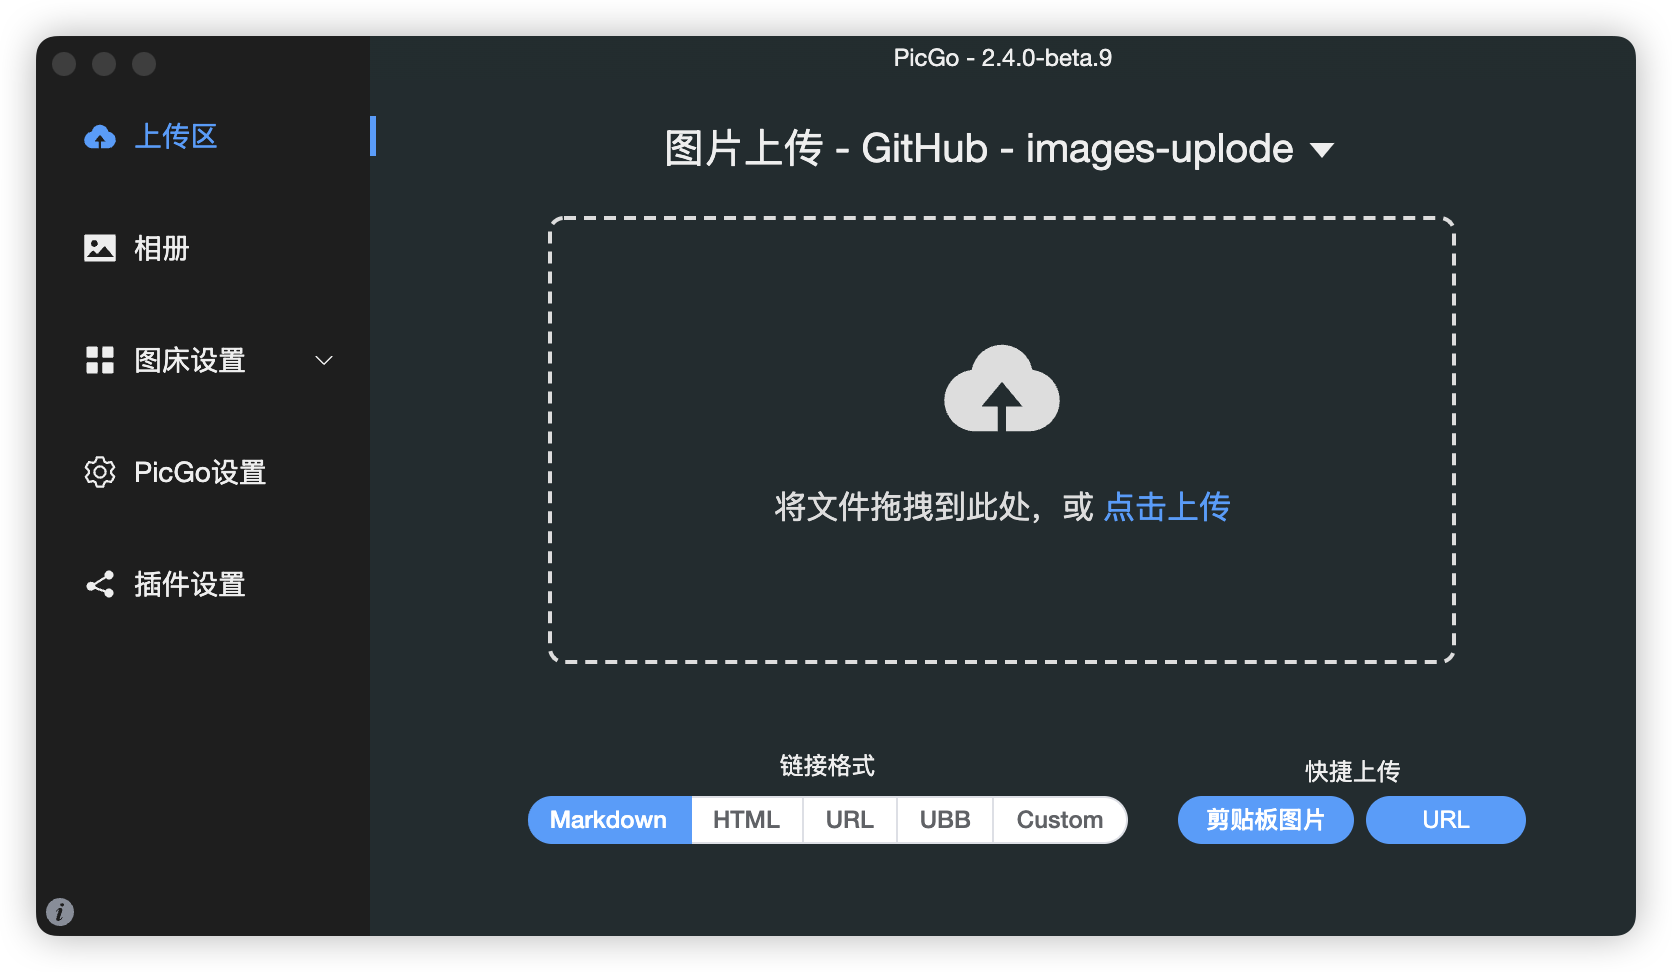 PicGo - 2.4.0-beta.9
上传区
相册
图床设置
PicGo设置
插件设置
图片上传 - GitHub - images-uplode
将文件拖拽到此处，或 点击上传
链接格式
Markdown HTML URL UBB Custom
快捷上传
剪贴板图片 URL
i